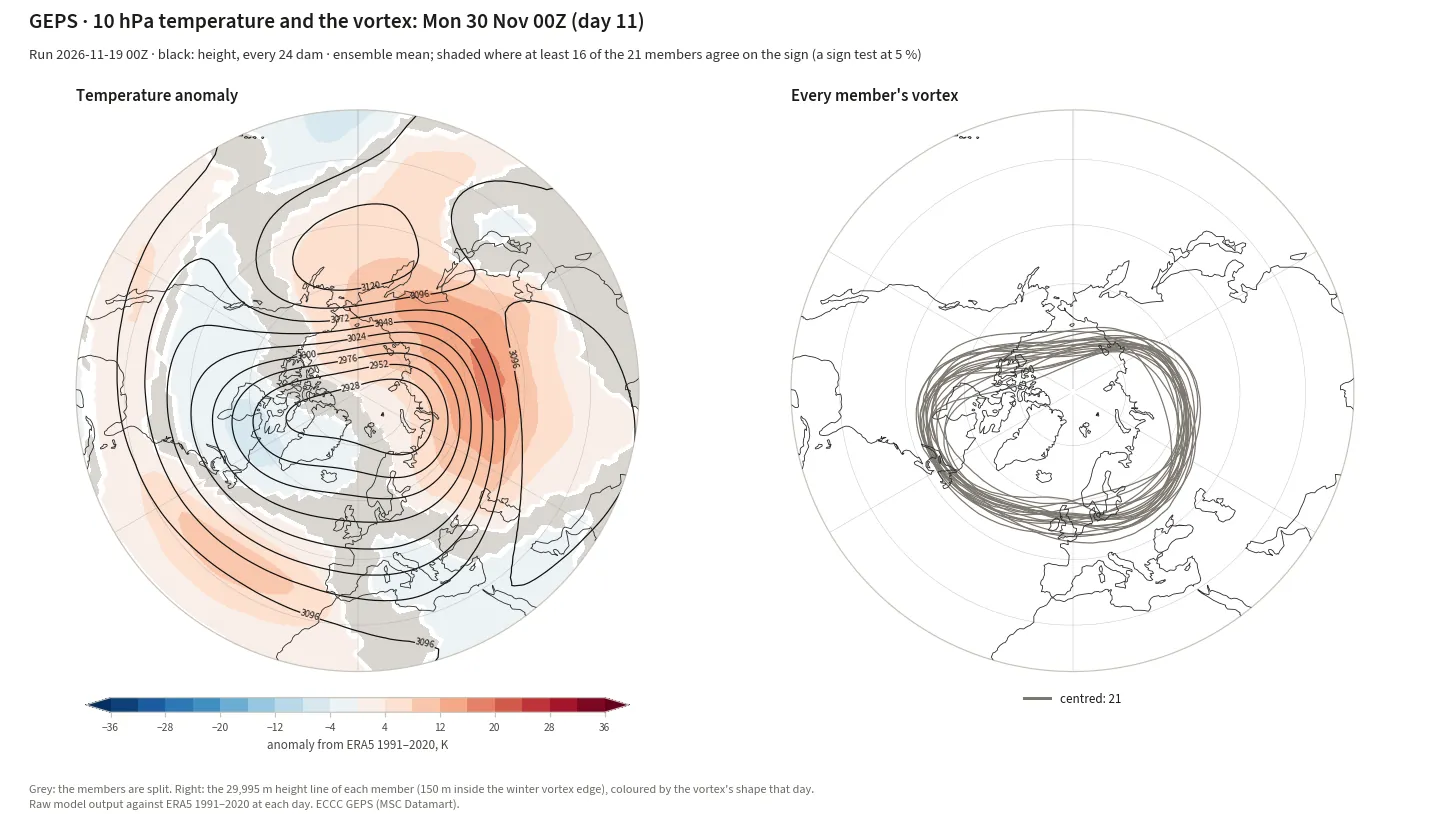 GEPS · 10 hPa temperature and the vortex: Mon 30 Nov 00Z (day 11)
Run 2026-11-19 00Z · black: height, every 24 dam · ensemble mean; shaded where at least 16 of the 21 members agree on the sign (a sign test at 5 %)
Temperature anomaly
Every member's vortex
3120
3096
3072
3048
3024
3000
2976
2952
2928
3096
3096
3096
centred: 21
−36 −28 −20 −12 −4 4 12 20 28 36
anomaly from ERA5 1991–2020, K
Grey: the members are split. Right: the 29,995 m height line of each member (150 m inside the winter vortex edge), coloured by the vortex's shape that day.
Raw model output against ERA5 1991–2020 at each day. ECCC GEPS (MSC Datamart).